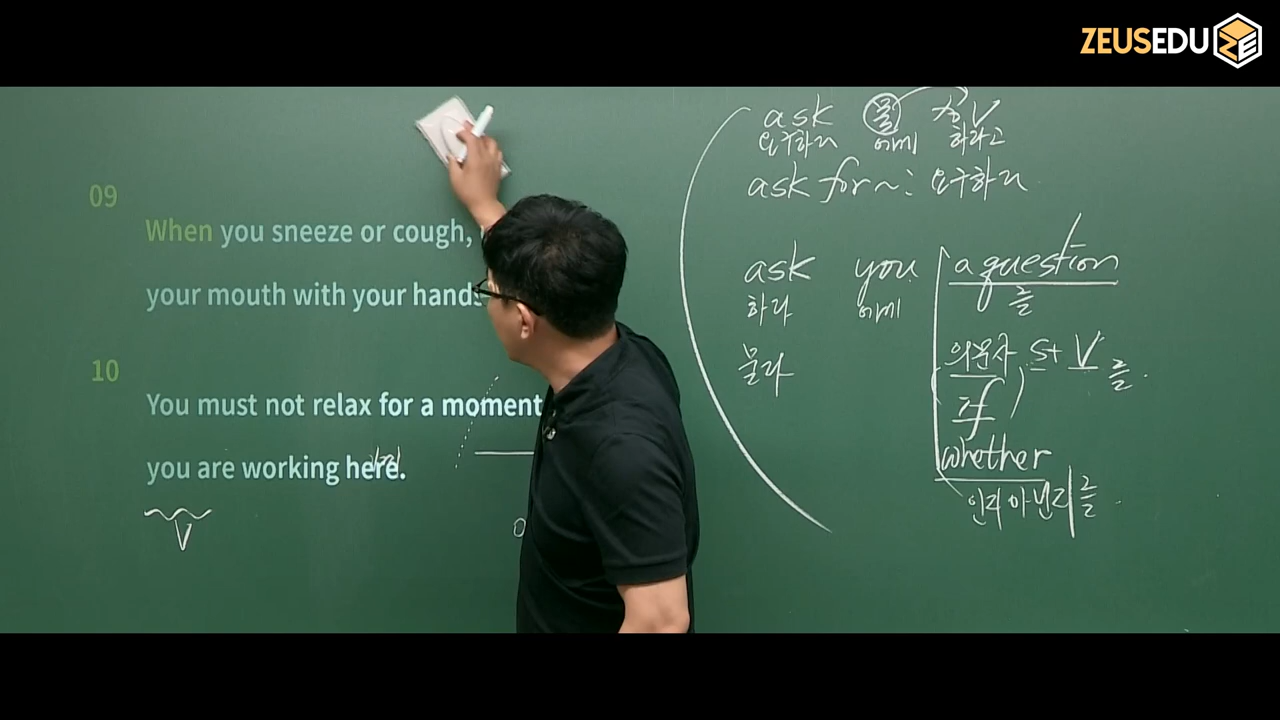 ZEUSEDU
09
When you sneeze or cough,
your mouth with your hands
10
You must not relax for a moment
you are working here.
V
ask 목 to V
요구하다 에게 하라고
ask for~: 요구하다
ask you a question
하다 에게 를
묻다
의문사 S+ V 를
if
whether
인지 아닌지 를